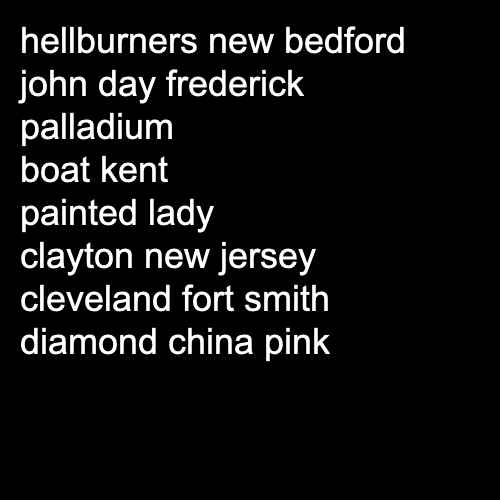 hellburners new bedford
john day frederick
palladium
boat kent
painted lady
clayton new jersey
cleveland fort smith
diamond china pink